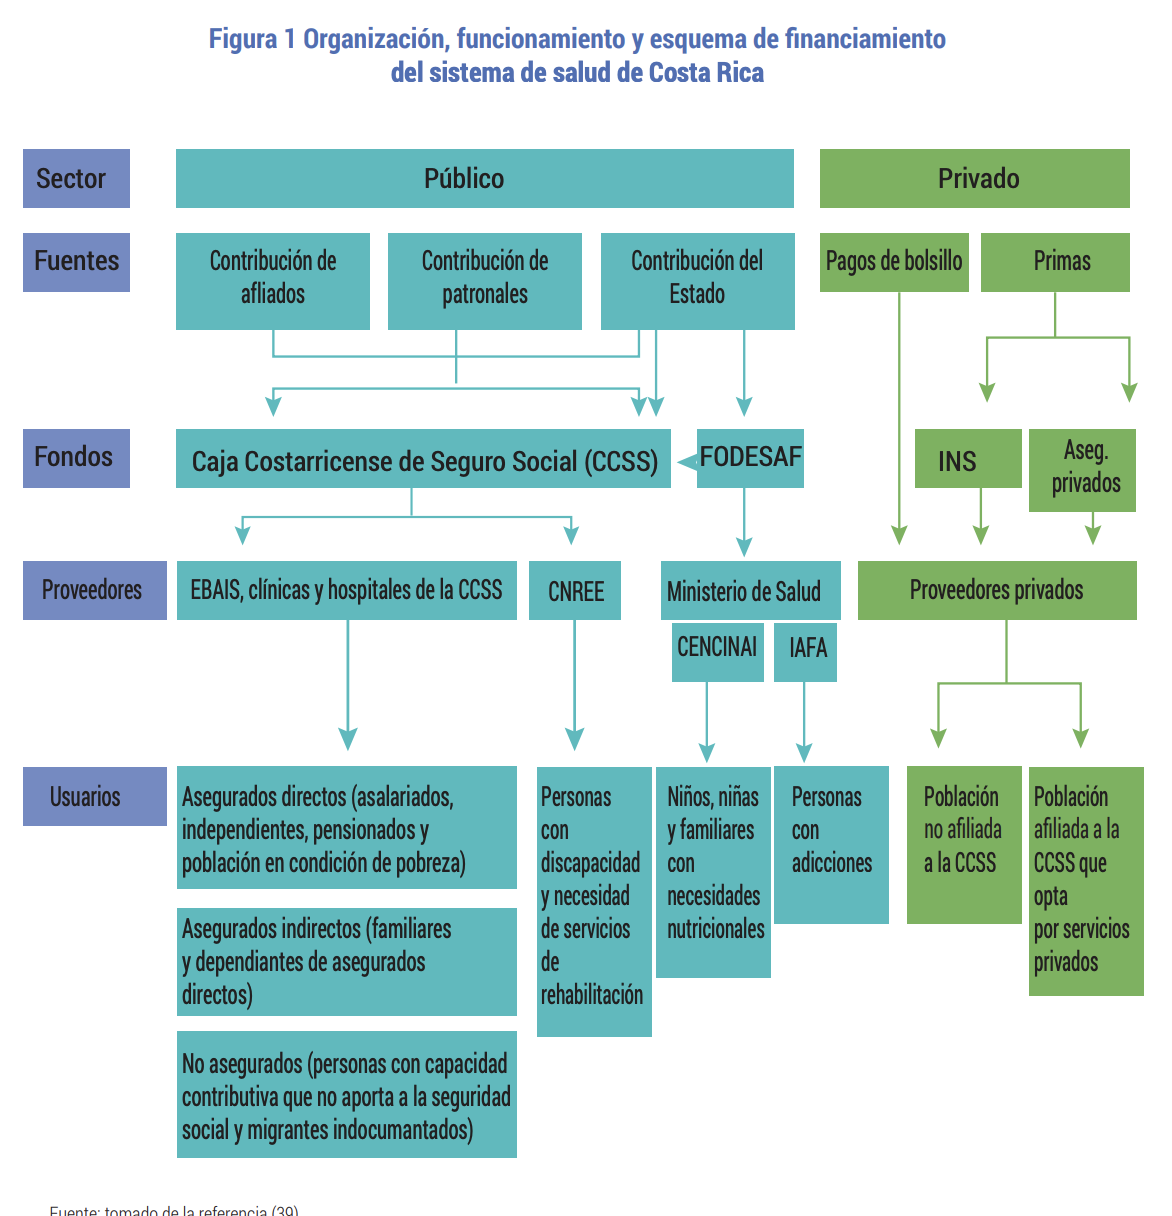 Figura 1 Organización, funcionamiento y esquema de financiamiento
del sistema de salud de Costa Rica
Sector
Público
Privado
Fuentes
Contribución de
afliados
Contribución de
patronales
Contribución del
Estado
Pagos de bolsillo
Primas
Fondos
Caja Costarricense de Seguro Social (CCSS)
FODESAF
INS
Aseg.
privados
Proveedores
EBAIS, clínicas y hospitales de la CCSS
CNREE
Ministerio de Salud
CENCINAI
IAFA
Proveedores privados
Usuarios
Asegurados directos (asalariados,
independientes, pensionados y
población en condición de pobreza)
Asegurados indirectos (familiares
y dependiantes de asegurados
directos)
No asegurados (personas con capacidad
contributiva que no aporta a la seguridad
social y migrantes indocumantados)
Personas
con
discapacidad
y necesidad
de servicios
de
rehabilitación
Niños, niñas
y familiares
con
necesidades
nutricionales
Personas
con
adicciones
Población
no afiliada
a la CCSS
Población
afiliada a la
CCSS que
opta
por servicios
privados
Fuente: tomado de la referencia (39)